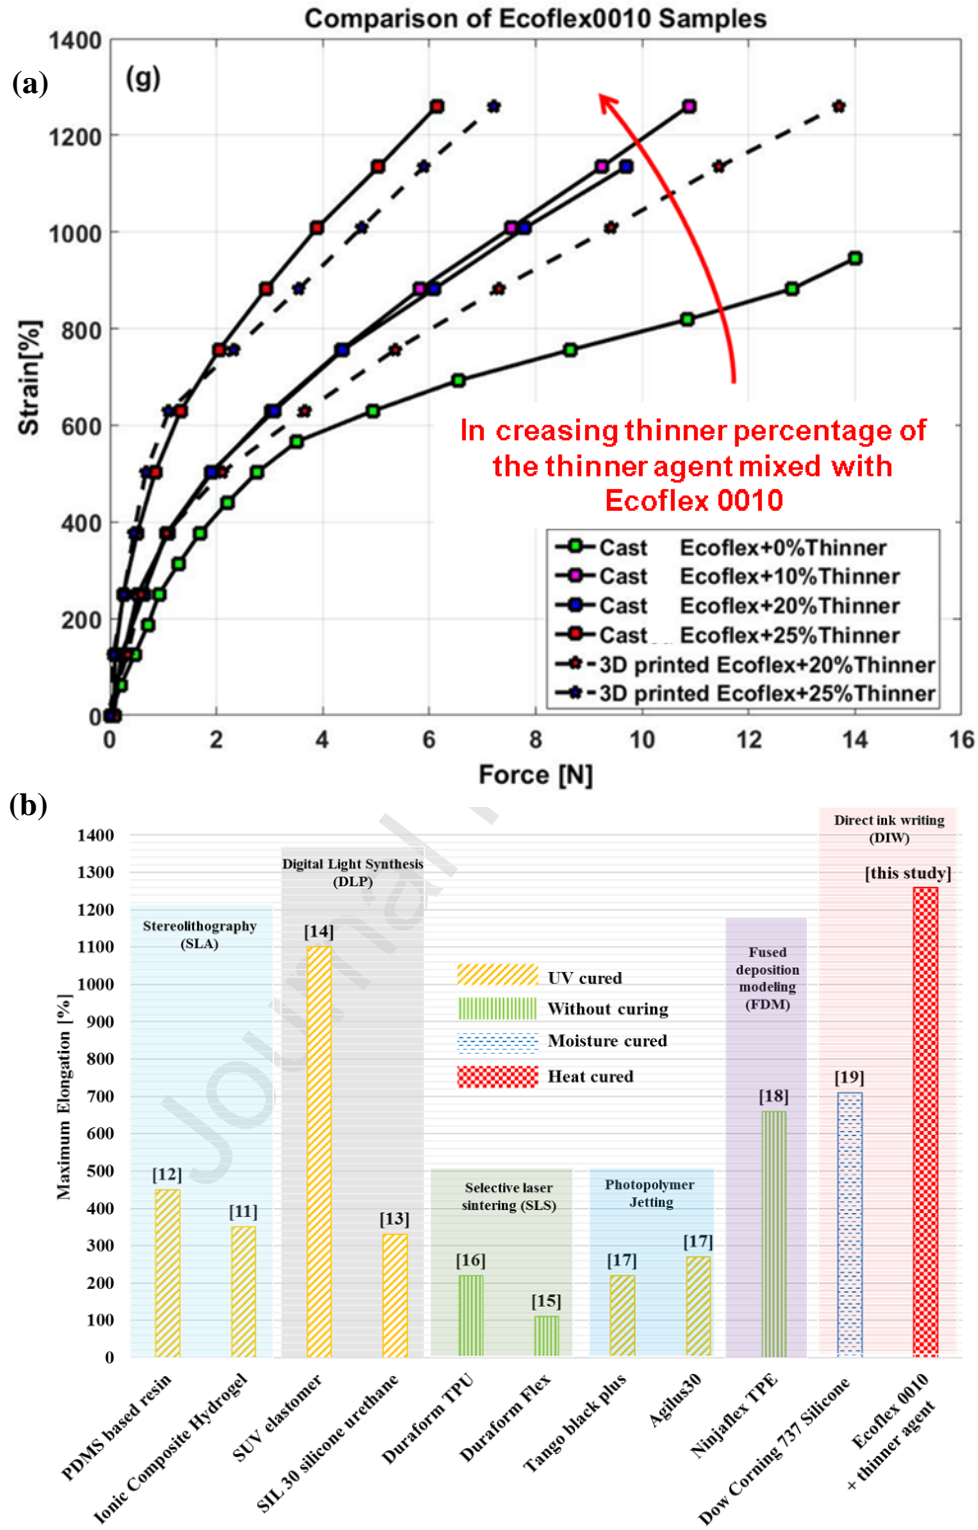 Comparison of Ecoflex0010 Samples
(a)
(g)
1400
1200
1000
800
600
400
200
0
Strain[%]
In creasing thinner percentage of
the thinner agent mixed with
Ecoflex 0010
Cast Ecoflex+0%Thinner
Cast Ecoflex+10%Thinner
Cast Ecoflex+20%Thinner
Cast Ecoflex+25%Thinner
3D printed Ecoflex+20%Thinner
3D printed Ecoflex+25%Thinner
0 2 4 6 8 10 12 14 16
Force [N]
(b)
Journal
1400
1300
1200
1100
1000
900
800
700
600
500
400
300
200
100
0
Maximum Elongation [%]
Stereolithography
(SLA)
Digital Light Synthesis
(DLP)
Selective laser
sintering (SLS)
Photopolymer
Jetting
Fused
deposition
modeling
(FDM)
Direct ink writing
(DIW)
[this study]
UV cured
Without curing
Moisture cured
Heat cured
[12]
[11]
[14]
[13]
[16]
[15]
[17]
[17]
[18]
[19]
PDMS based resin
Ionic Composite Hydrogel
SUV elastomer
SIL 30 silicone urethane
Duraform TPU
Duraform Flex
Tango black plus
Agilus30
Ninjaflex TPE
Dow Corning 737 Silicone
Ecoflex 0010
+ thinner agent